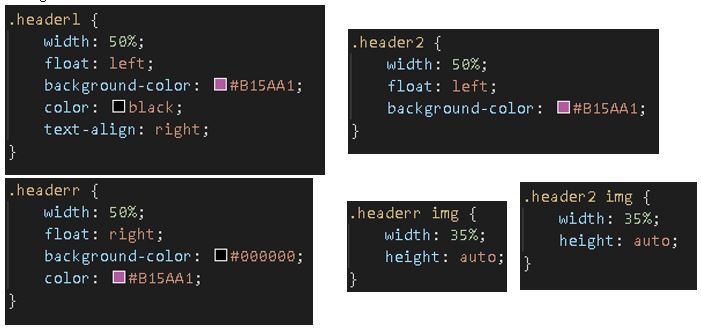 .headerl {
width: 50%;
float: left;
background-color: #B15AA1;
color: black;
text-align: right;
}
.header2 {
width: 50%;
float: left;
background-color: #B15AA1;
}
.headerr {
width: 50%;
float: right;
background-color: #000000;
color: #B15AA1;
}
.headerr img {
width: 35%;
height: auto;
}
.header2 img {
width: 35%;
height: auto;
}